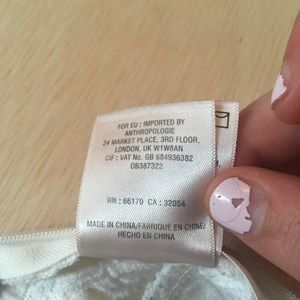 FOR EU : IMPORTED BY
ANTHROPOLOGIE
24 MARKET PLACE, 3RD FLOOR,
LONDON, UK W1W8AN
CIF : VAT No. GB 684936382
OB387322
RN : 66170 CA : 32054
MADE IN CHINA/FABRIQUE EN CHINE/
HECHO EN CHINA